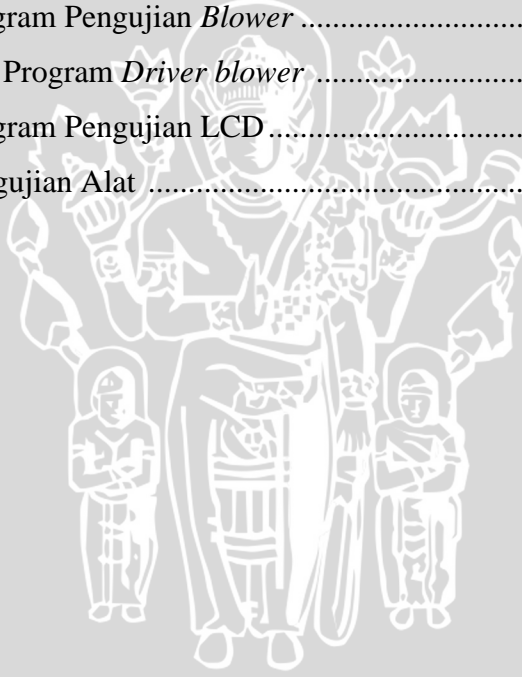 gram Pengujian Blower ........................
Program Driver blower ......................
gram Pengujian LCD............................
gujian Alat .........................................